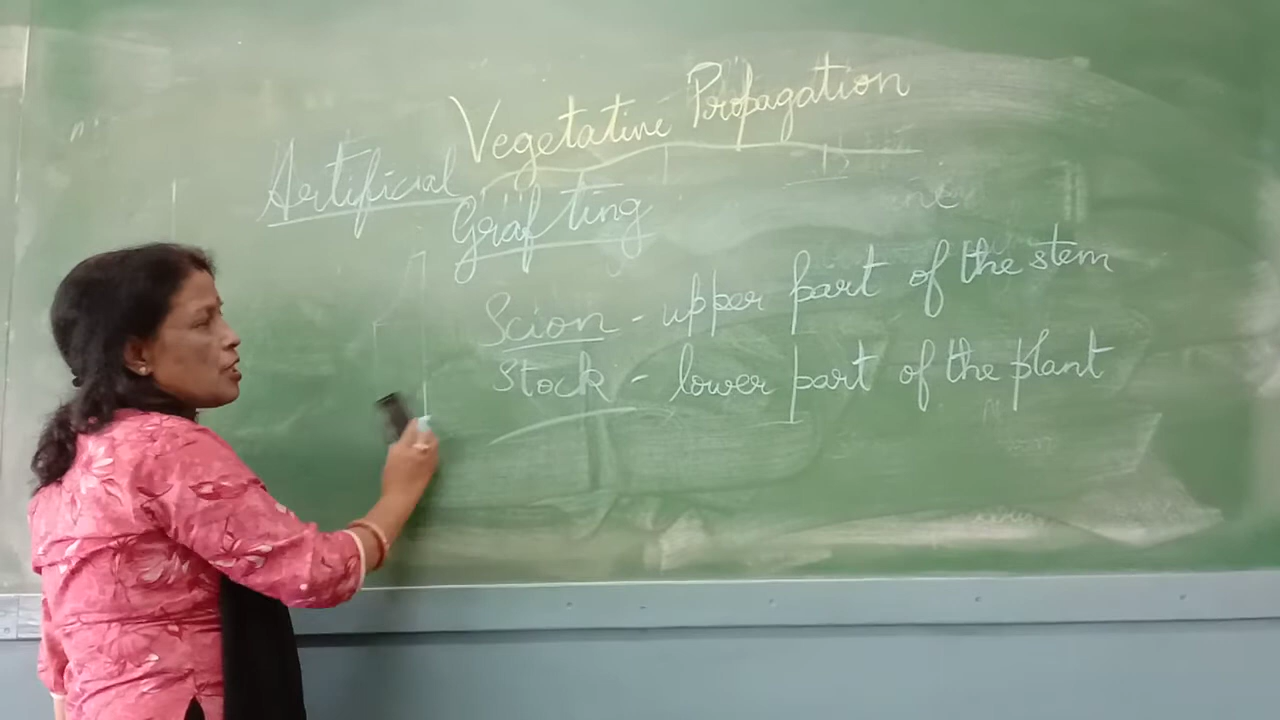 Vegetative Propagation
Artificial
Grafting
Scion - upper part of the stem
Stock - lower part of the plant